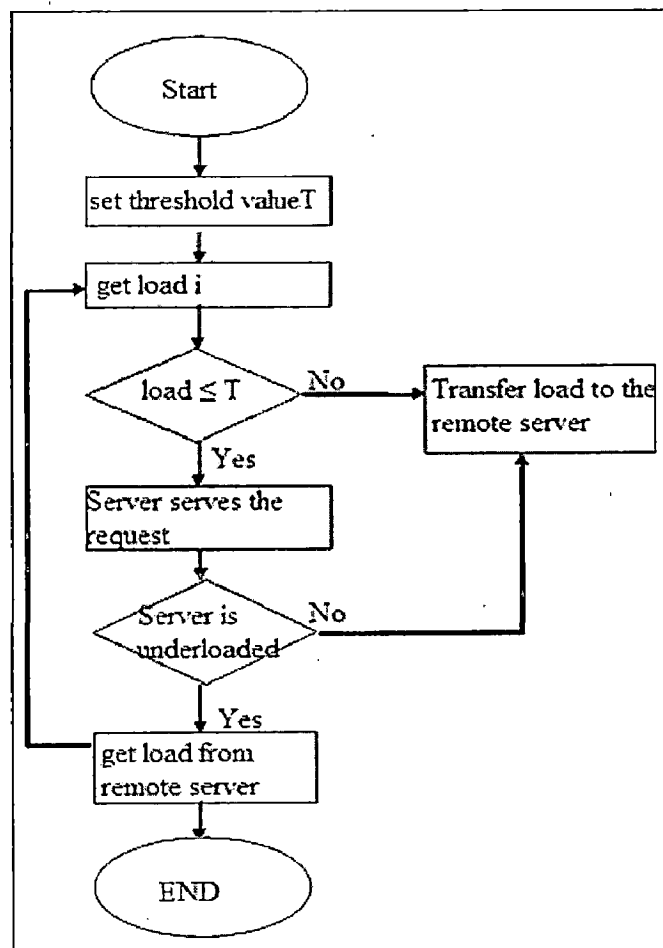 Start
set threshold valueT
get load i
load ≤ T
No
Transfer load to the
remote server
Yes
Server serves the
request
Server is
underloaded
No
Yes
get load from
remote server
END